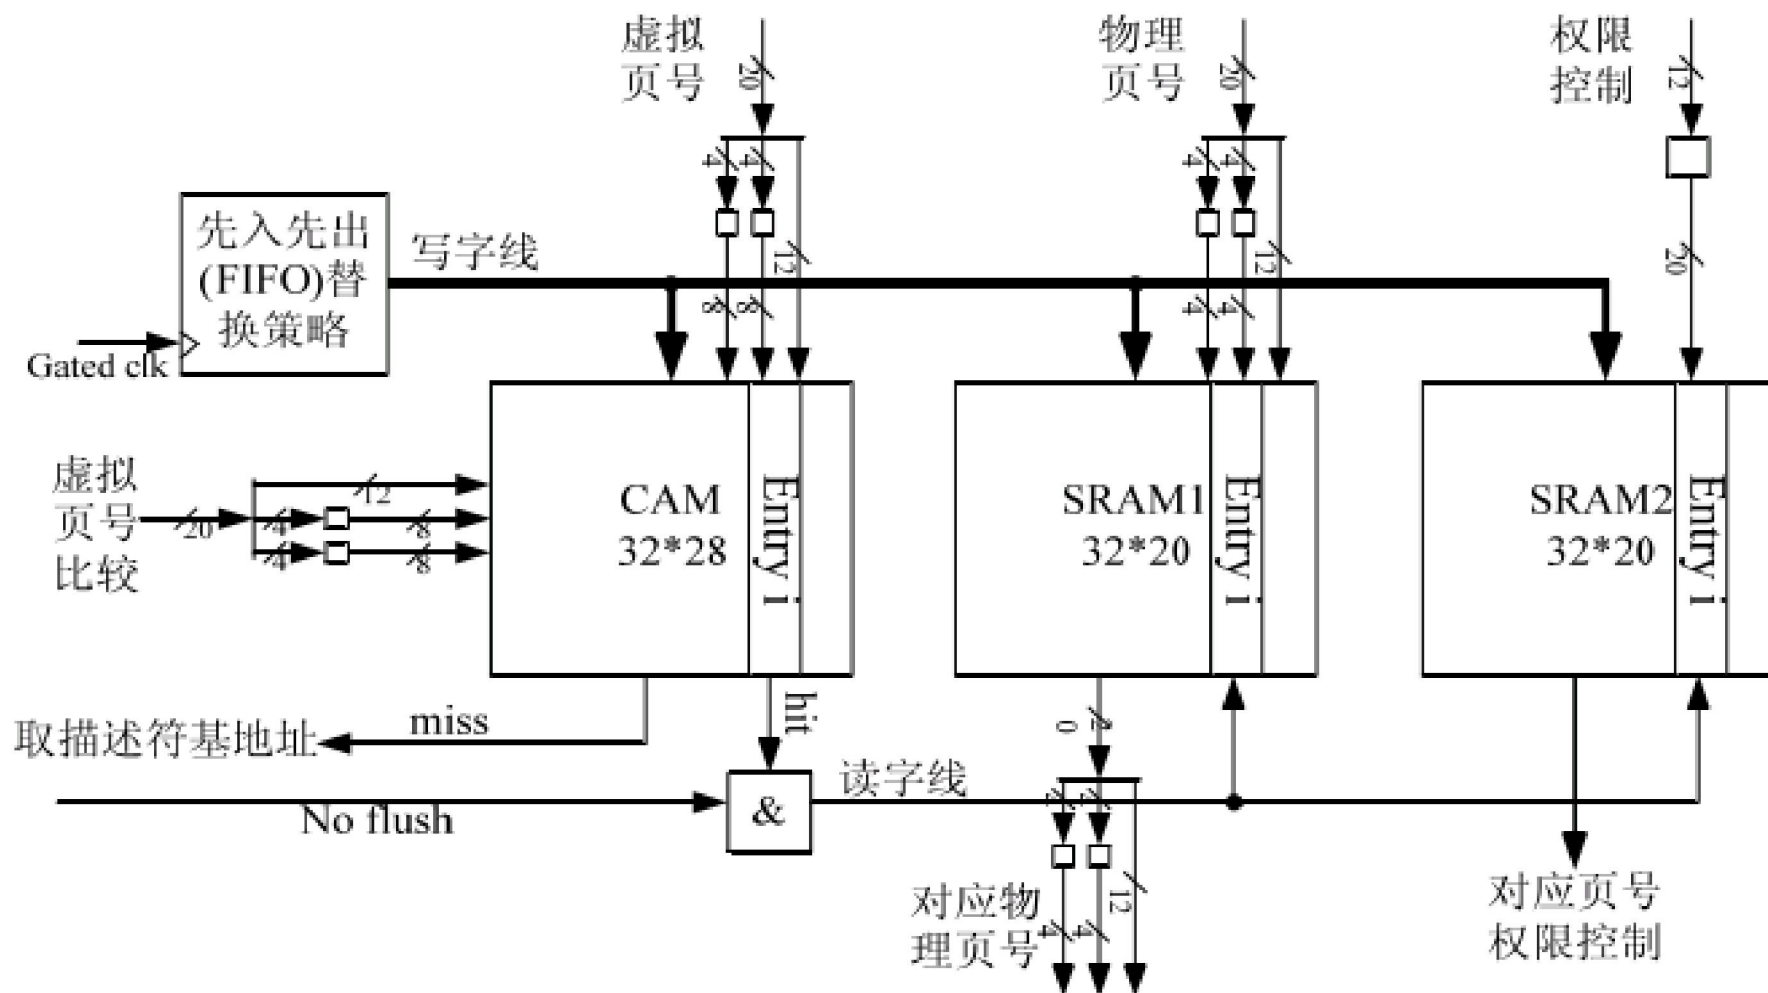 虚拟
页号
20
4
4
12
8
8
物理
页号
20
4
4
12
4
4
权限
控制
12
20
先入先出
(FIFO)替
换策略
写字线
Gated clk
虚拟
页号
比较
20
12
4
8
4
8
CAM
32*28
Entry i
SRAM1
32*20
Entry i
SRAM2
32*20
Entry i
取描述符基地址
miss
hit
No flush
&
读字线
2
0
12
4
4
对应物
理页号
对应页号
权限控制